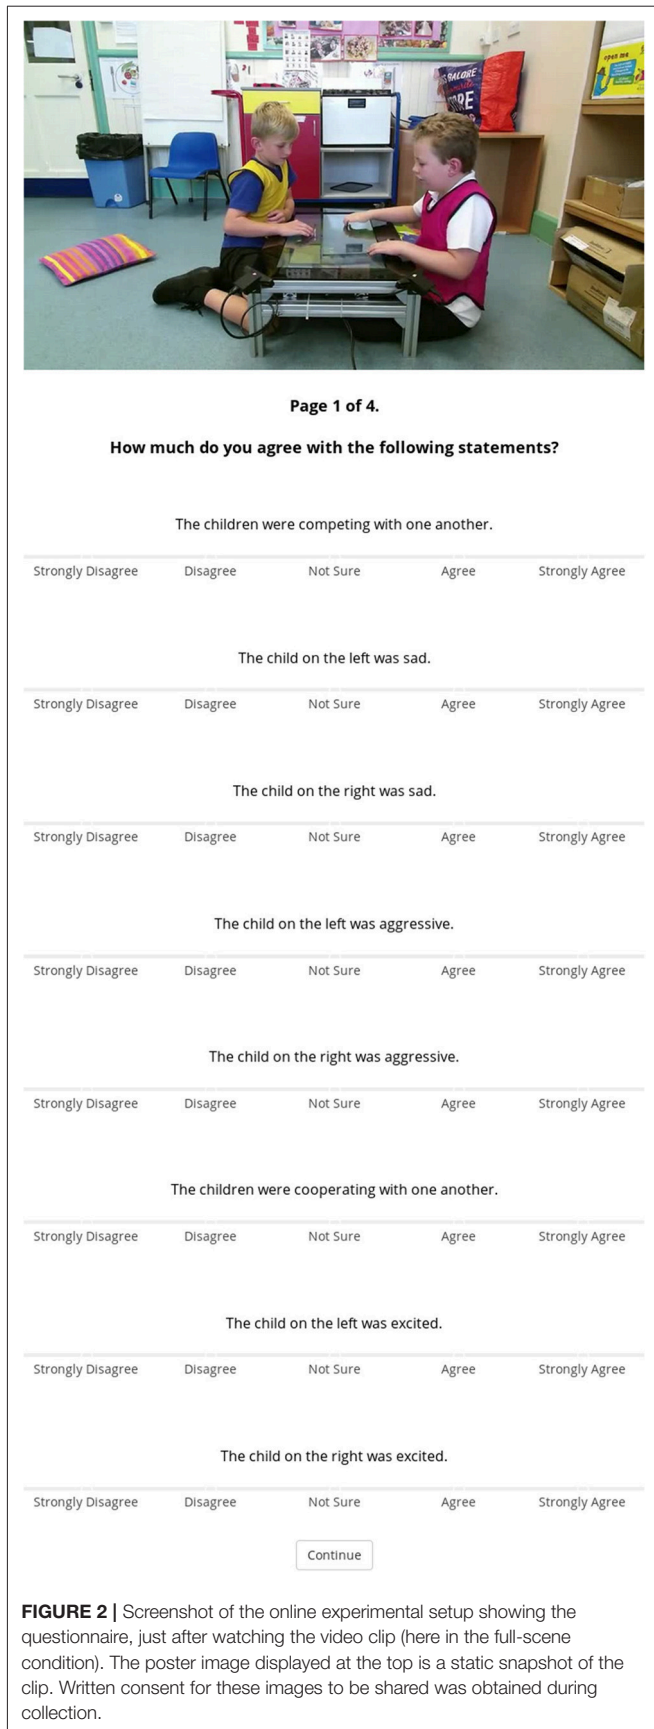 BALORE
open me
Page 1 of 4.
How much do you agree with the following statements?
The children were competing with one another.
Strongly Disagree Disagree Not Sure Agree Strongly Agree
The child on the left was sad.
Strongly Disagree Disagree Not Sure Agree Strongly Agree
The child on the right was sad.
Strongly Disagree Disagree Not Sure Agree Strongly Agree
The child on the left was aggressive.
Strongly Disagree Disagree Not Sure Agree Strongly Agree
The child on the right was aggressive.
Strongly Disagree Disagree Not Sure Agree Strongly Agree
The children were cooperating with one another.
Strongly Disagree Disagree Not Sure Agree Strongly Agree
The child on the left was excited.
Strongly Disagree Disagree Not Sure Agree Strongly Agree
The child on the right was excited.
Strongly Disagree Disagree Not Sure Agree Strongly Agree
Continue
FIGURE 2 | Screenshot of the online experimental setup showing the
questionnaire, just after watching the video clip (here in the full-scene
condition). The poster image displayed at the top is a static snapshot of the
clip. Written consent for these images to be shared was obtained during
collection.